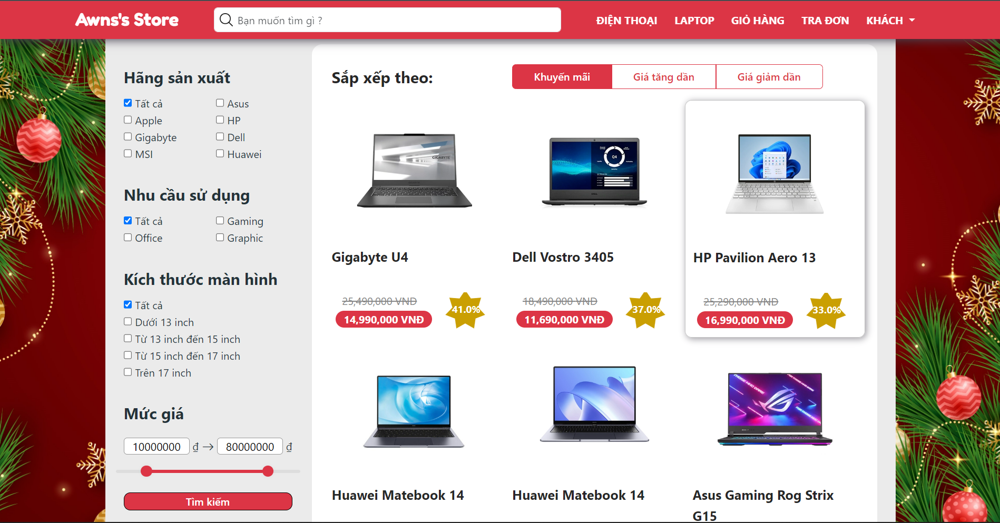 Awns's Store
Bạn muốn tìm gì ?
ĐIỆN THOẠI LAPTOP GIỎ HÀNG TRA ĐƠN KHÁCH
Hãng sản xuất
Tất cả Asus
Apple HP
Gigabyte Dell
MSI Huawei
Nhu cầu sử dụng
Tất cả Gaming
Office Graphic
Kích thước màn hình
Tất cả
Dưới 13 inch
Từ 13 inch đến 15 inch
Từ 15 inch đến 17 inch
Trên 17 inch
Mức giá
10000000 ₫ → 80000000 ₫
Tìm kiếm
Sắp xếp theo:
Khuyến mãi Giá tăng dần Giá giảm dần
GIGABYTE
Q4
DELL
Gigabyte U4
25,490,000 VNĐ
14,990,000 VNĐ
41.0%
Dell Vostro 3405
18,490,000 VNĐ
11,690,000 VNĐ
37.0%
HP Pavilion Aero 13
25,290,000 VNĐ
16,990,000 VNĐ
33.0%
Huawei Matebook 14
Huawei Matebook 14
Asus Gaming Rog Strix
G15